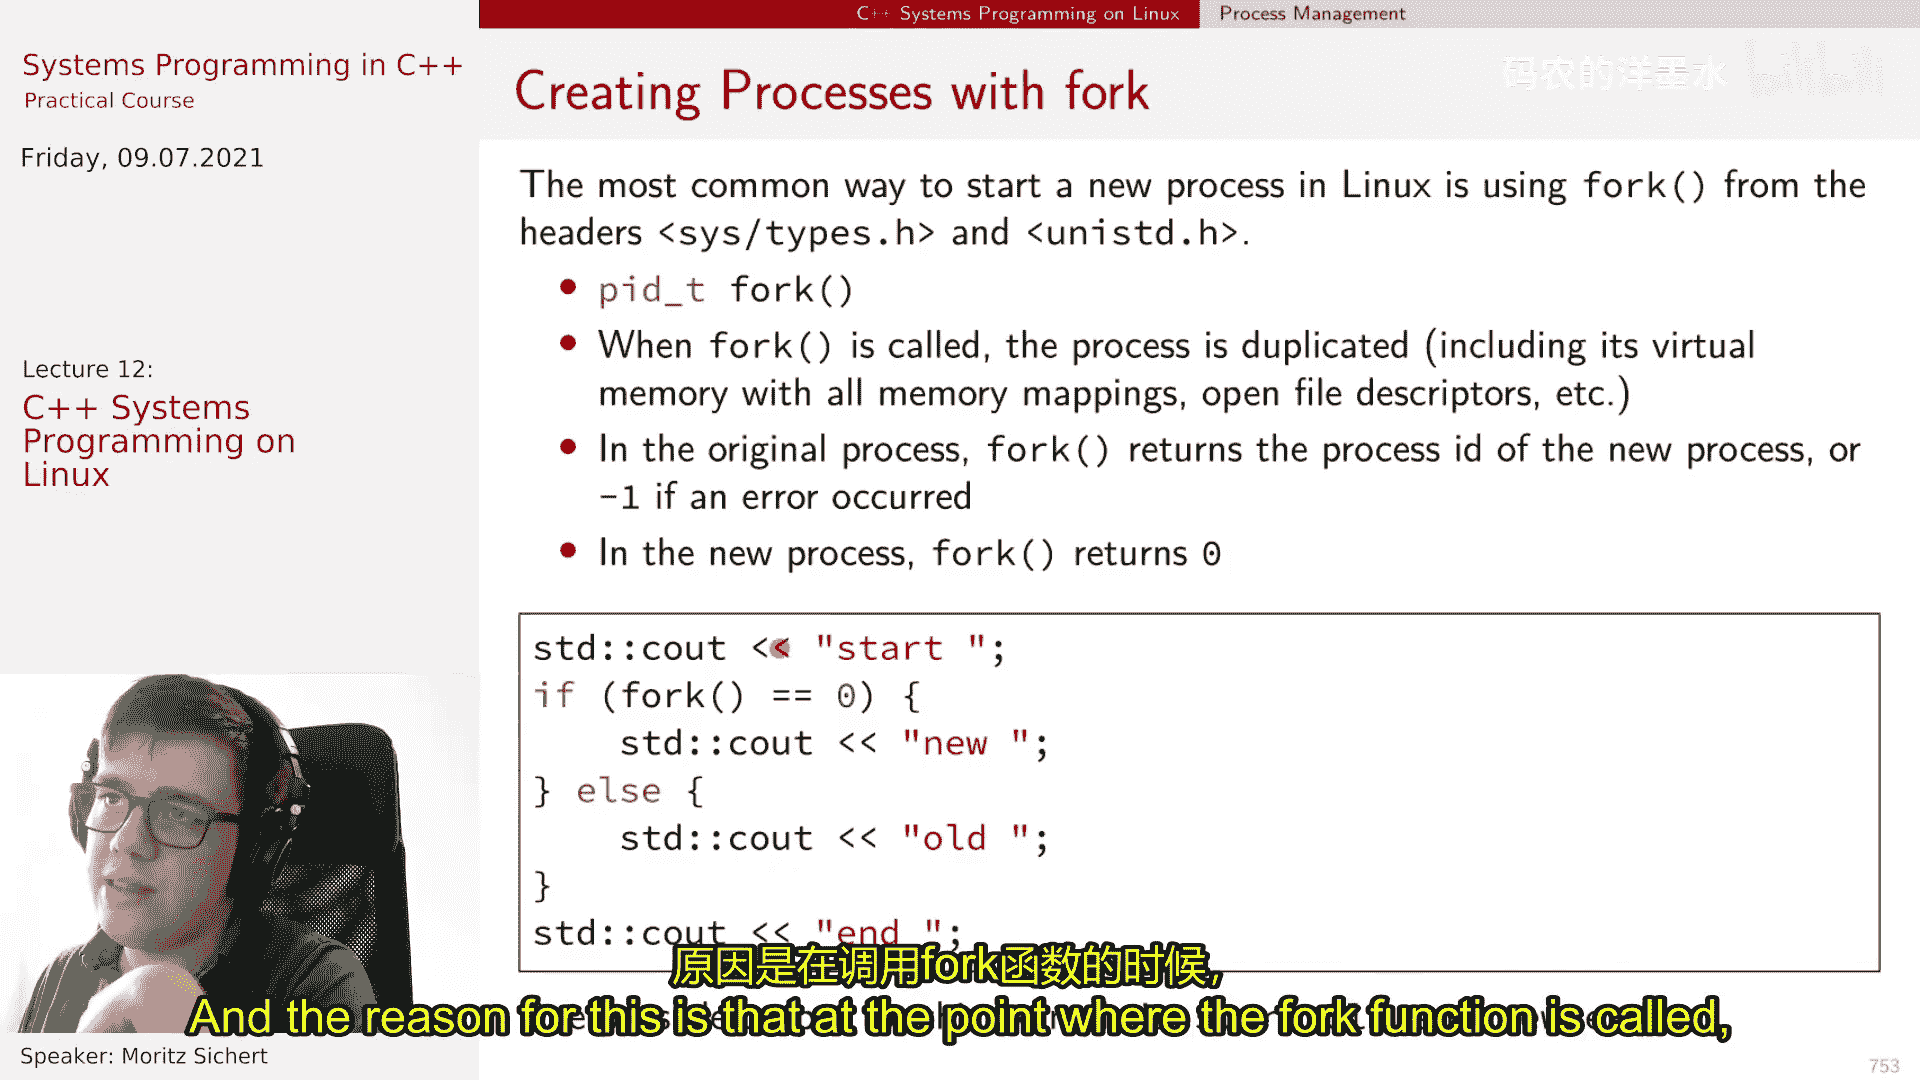 C++ Systems Programming on Linux
Process Management
Systems Programming in C++
Practical Course
Friday, 09.07.2021
Lecture 12:
C++ Systems
Programming on
Linux
Creating Processes with fork
码农的洋墨水 bilibili
The most common way to start a new process in Linux is using fork() from the
headers <sys/types.h> and <unistd.h>.
• pid_t fork()
• When fork() is called, the process is duplicated (including its virtual
memory with all memory mappings, open file descriptors, etc.)
• In the original process, fork() returns the process id of the new process, or
-1 if an error occurred
• In the new process, fork() returns 0
std::cout << "start ";
if (fork() == 0) {
    std::cout << "new ";
} else {
    std::cout << "old ";
}
std::cout << "end ";
原因是在调用fork函数的时候,
And the reason for this is that at the point where the fork function is called,
Speaker: Moritz Sichert
753